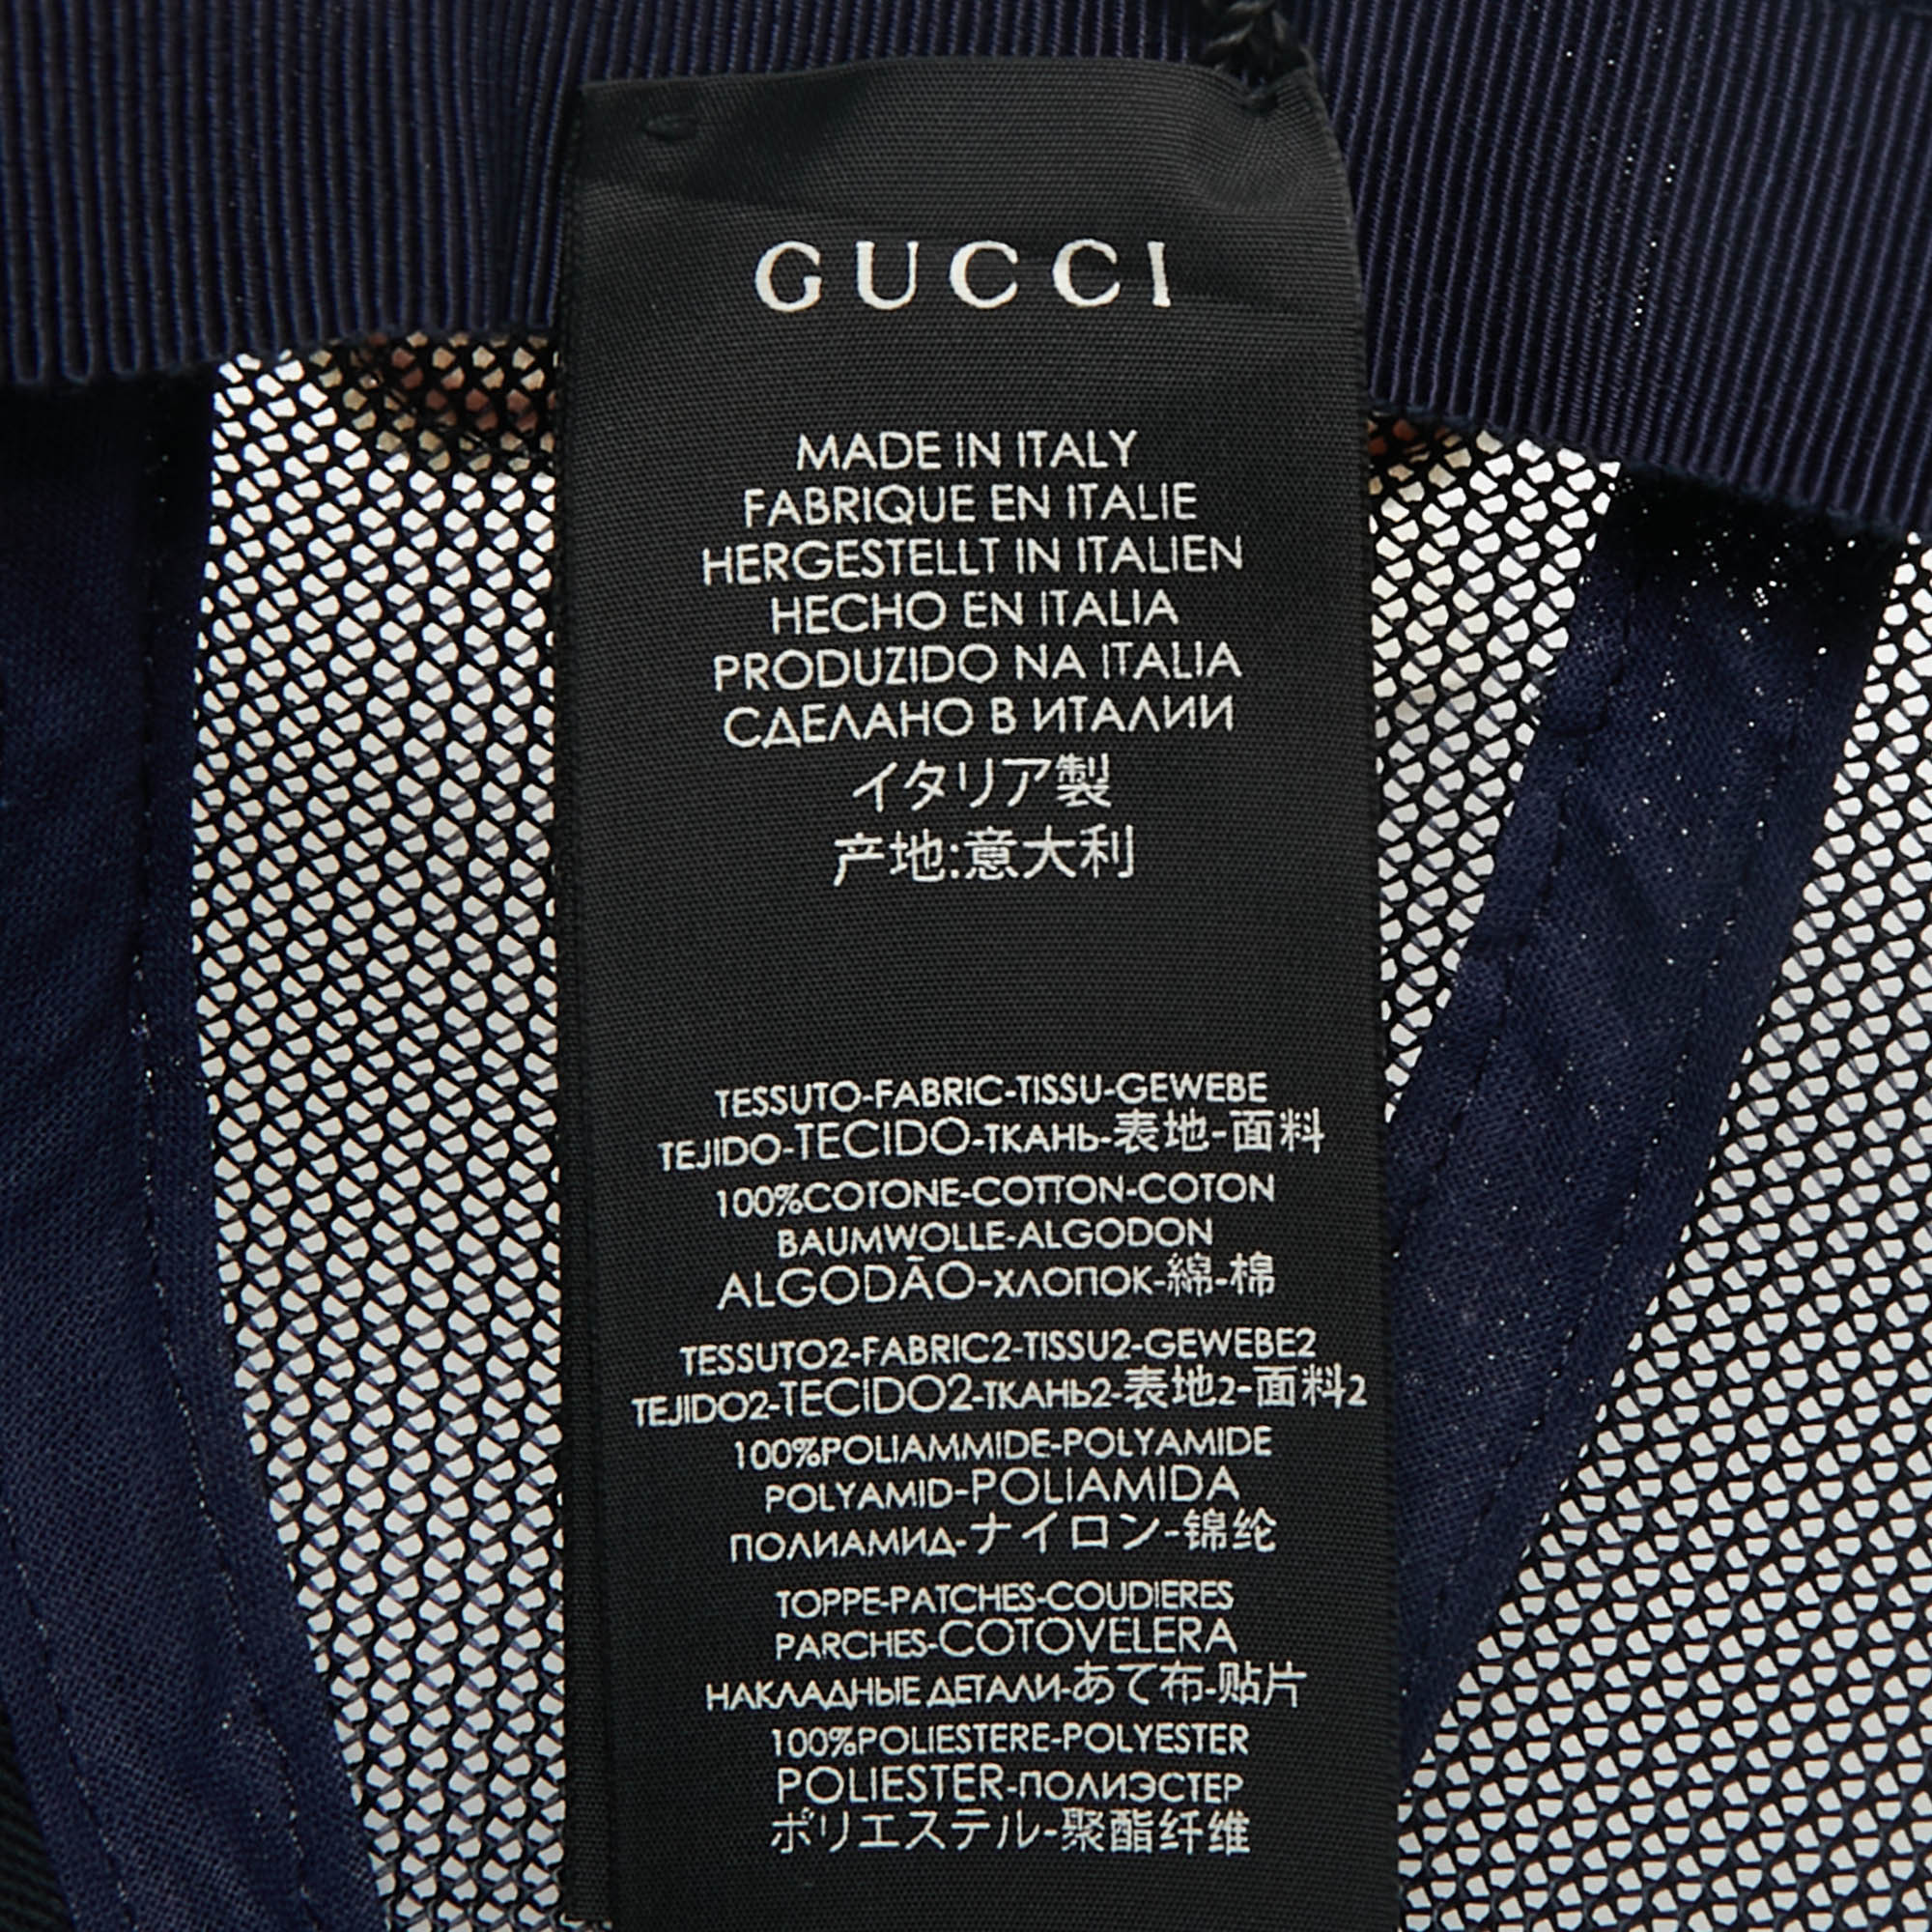 GUCCI
MADE IN ITALY
FABRIQUE EN ITALIE
HERGESTELLT IN ITALIEN
HECHO EN ITALIA
PRODUZIDO NA ITALIA
СДЕЛАНО В ИТАЛИИ
イタリア製
产地:意大利
TESSUTO-FABRIC-TISSU-GEWEBE
TEJIDO-TECIDO-ТКАНЬ-表地-面料
100%COTONE-COTTON-COTON
BAUMWOLLE-ALGODON
ALGODÃO-ХЛОПОК-綿-棉
TESSUTO2-FABRIC2-TISSU2-GEWEBE2
TEJIDO2-TECIDO2-ТКАНЬ2-表地2-面料2
100%POLIAMMIDE-POLYAMIDE
POLYAMID-POLIAMIDA
ПОЛИАМИД-ナイロン-锦纶
TOPPE-PATCHES-COUDIERES
PARCHES-COTOVELERA
НАКЛАДНЫЕ ДЕТАЛИ-あて布-贴片
100%POLIESTERE-POLYESTER
POLIESTER-ПОЛИЭСТЕР
ポリエステル-聚酯纤维